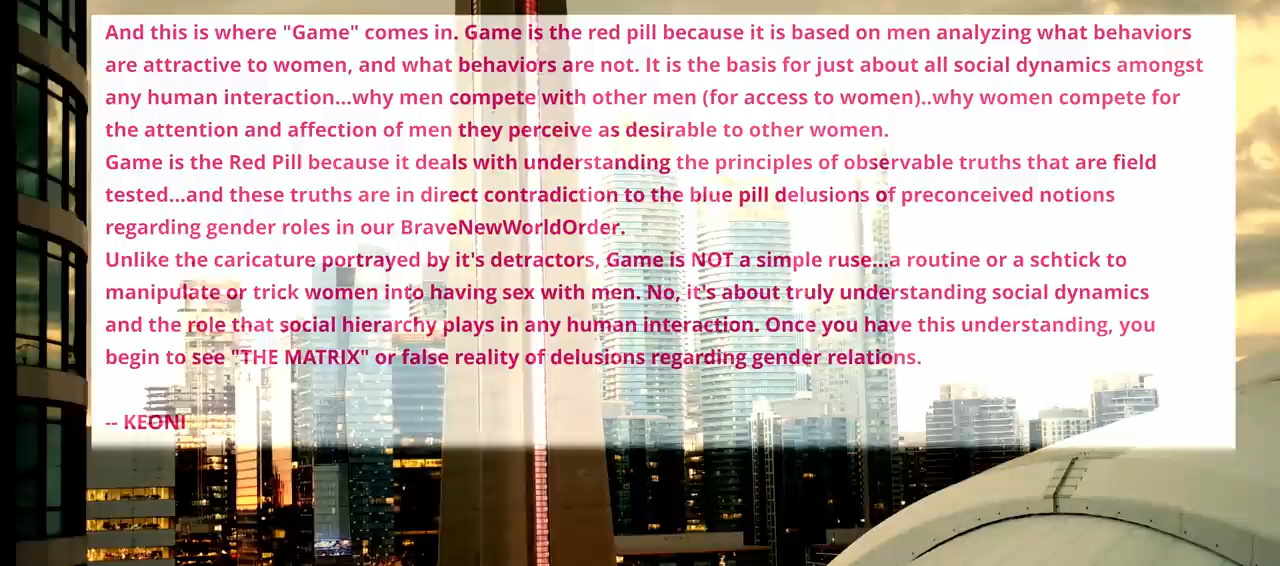 And this is where "Game" comes in. Game is the red pill because it is based on men analyzing what behaviors
are attractive to women, and what behaviors are not. It is the basis for just about all social dynamics amongst
any human interaction...why men compete with other men (for access to women)..why women compete for
the attention and affection of men they perceive as desirable to other women.
Game is the Red Pill because it deals with understanding the principles of observable truths that are field
tested...and these truths are in direct contradiction to the blue pill delusions of preconceived notions
regarding gender roles in our BraveNewWorldOrder.
Unlike the caricature portrayed by it's detractors, Game is NOT a simple ruse...a routine or a schtick to
manipulate or trick women into having sex with men. No, it's about truly understanding social dynamics
and the role that social hierarchy plays in any human interaction. Once you have this understanding, you
begin to see "THE MATRIX" or false reality of delusions regarding gender relations.
-- KEONI